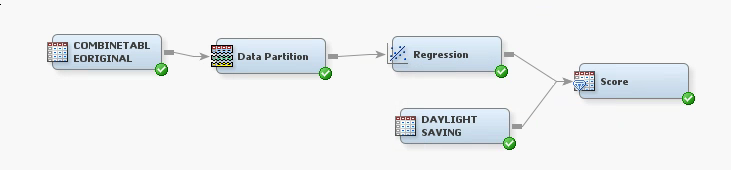 COMBINETABL
EORIGINAL
Data Partition
Regression
DAYLIGHT
SAVING
Score